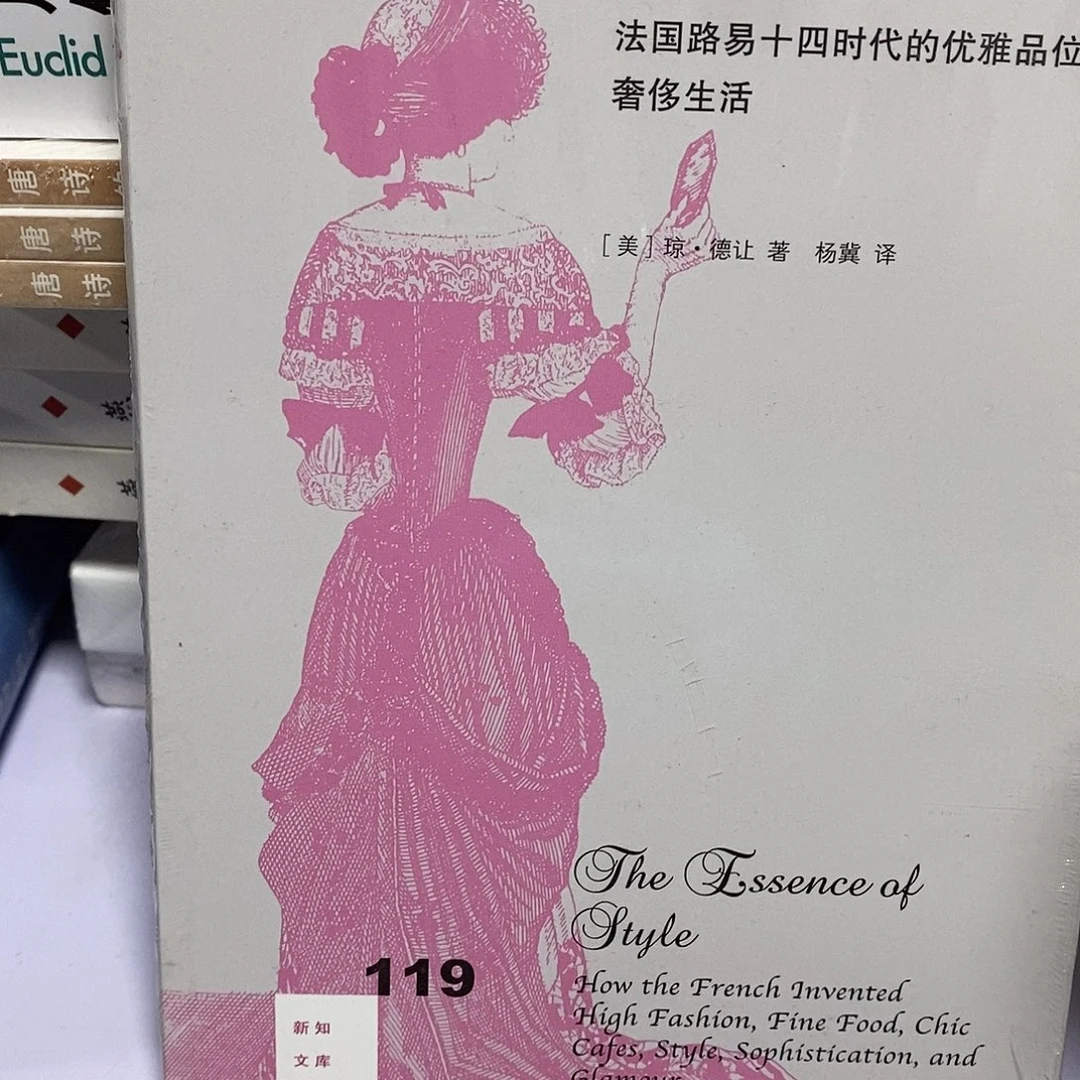 Euclid
唐诗
唐诗
唐诗
燕
法国路易十四时代的优雅品位
奢侈生活
[美]琼·德让 著 杨冀 译
The Essence of
Style
How the French Invented
High Fashion, Fine Food, Chic
Cafes, Style, Sophistication, and
Glamour
119
新知
文库